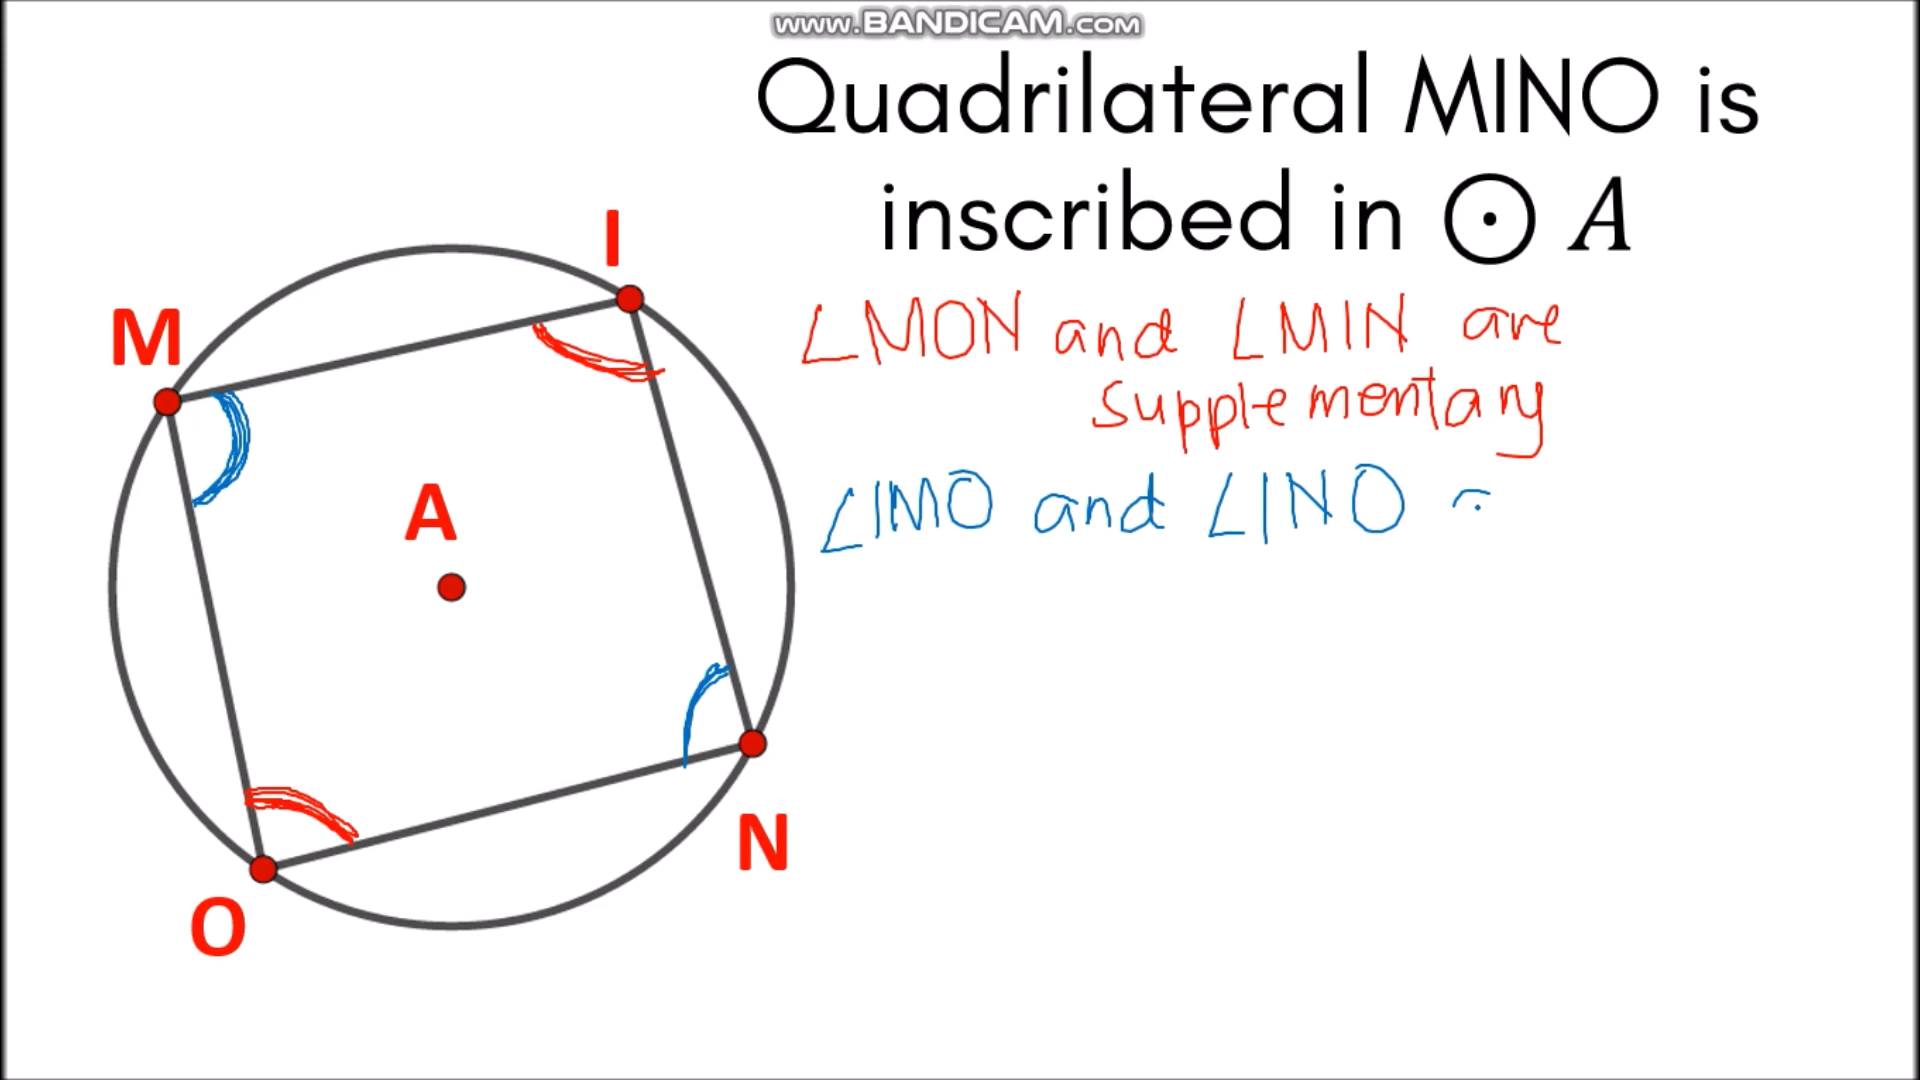 www.BANDICAM.com
Quadrilateral MINO is
inscribed in ⊙ A
I
∠MON and ∠MIN are
M
supplementary
∠IMO and ∠INO
A
N
O